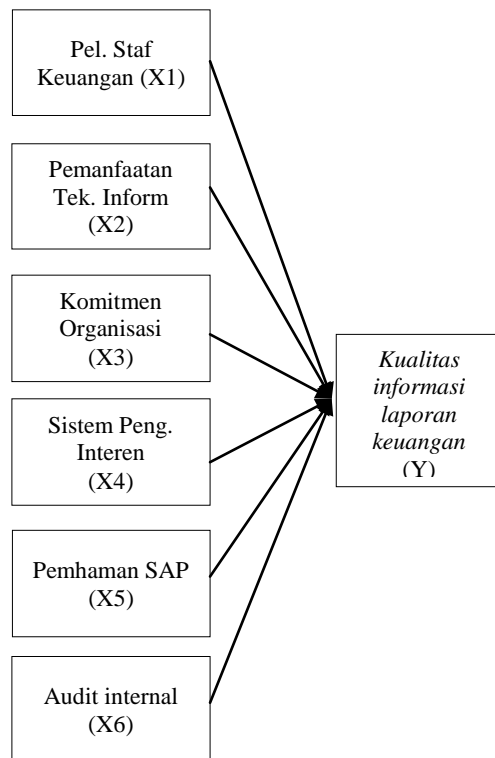 Pel. Staf
Keuangan (X1)
Pemanfaatan
Tek. Inform
(X2)
Komitmen
Organisasi
(X3)
Sistem Peng.
Interen
(X4)
Pemhaman SAP
(X5)
Audit internal
(X6)
Kualitas
informasi
laporan
keuangan
(Y)